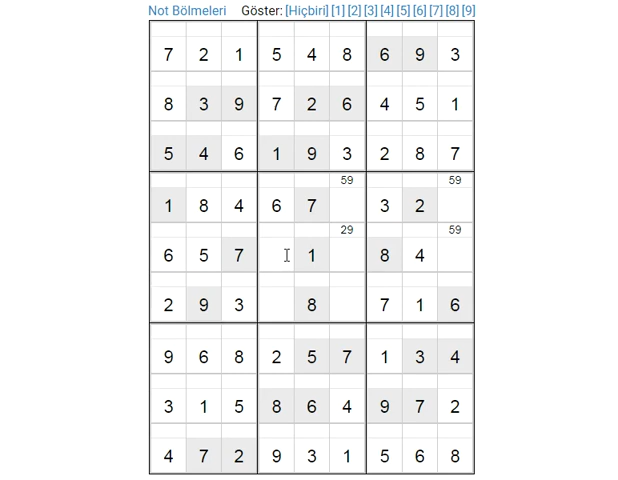 Not Bölmeleri Göster: [Hiçbiri] [1] [2] [3] [4] [5] [6] [7] [8] [9]
7 2 1 5 4 8 6 9 3
8 3 9 7 2 6 4 5 1
5 4 6 1 9 3 2 8 7
59 59
1 8 4 6 7 3 2
29 59
6 5 7 1 8 4
2 9 3 8 7 1 6
9 6 8 2 5 7 1 3 4
3 1 5 8 6 4 9 7 2
4 7 2 9 3 1 5 6 8